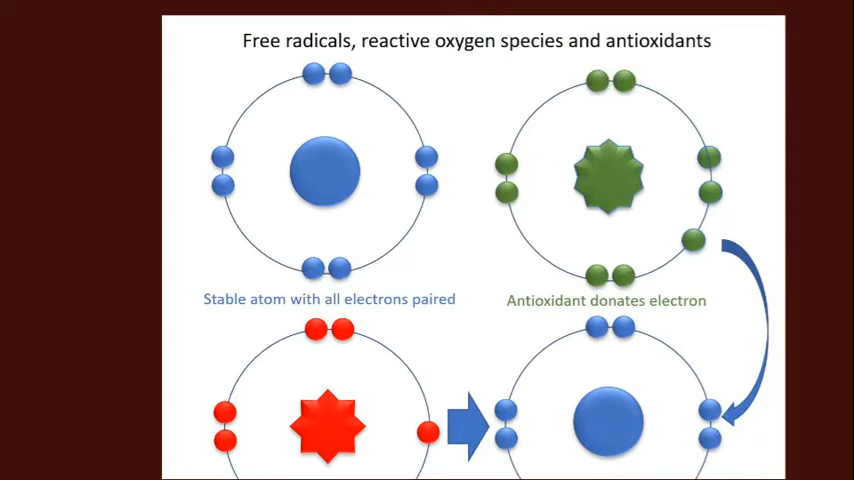 Free radicals, reactive oxygen species and antioxidants
Stable atom with all electrons paired
Antioxidant donates electron